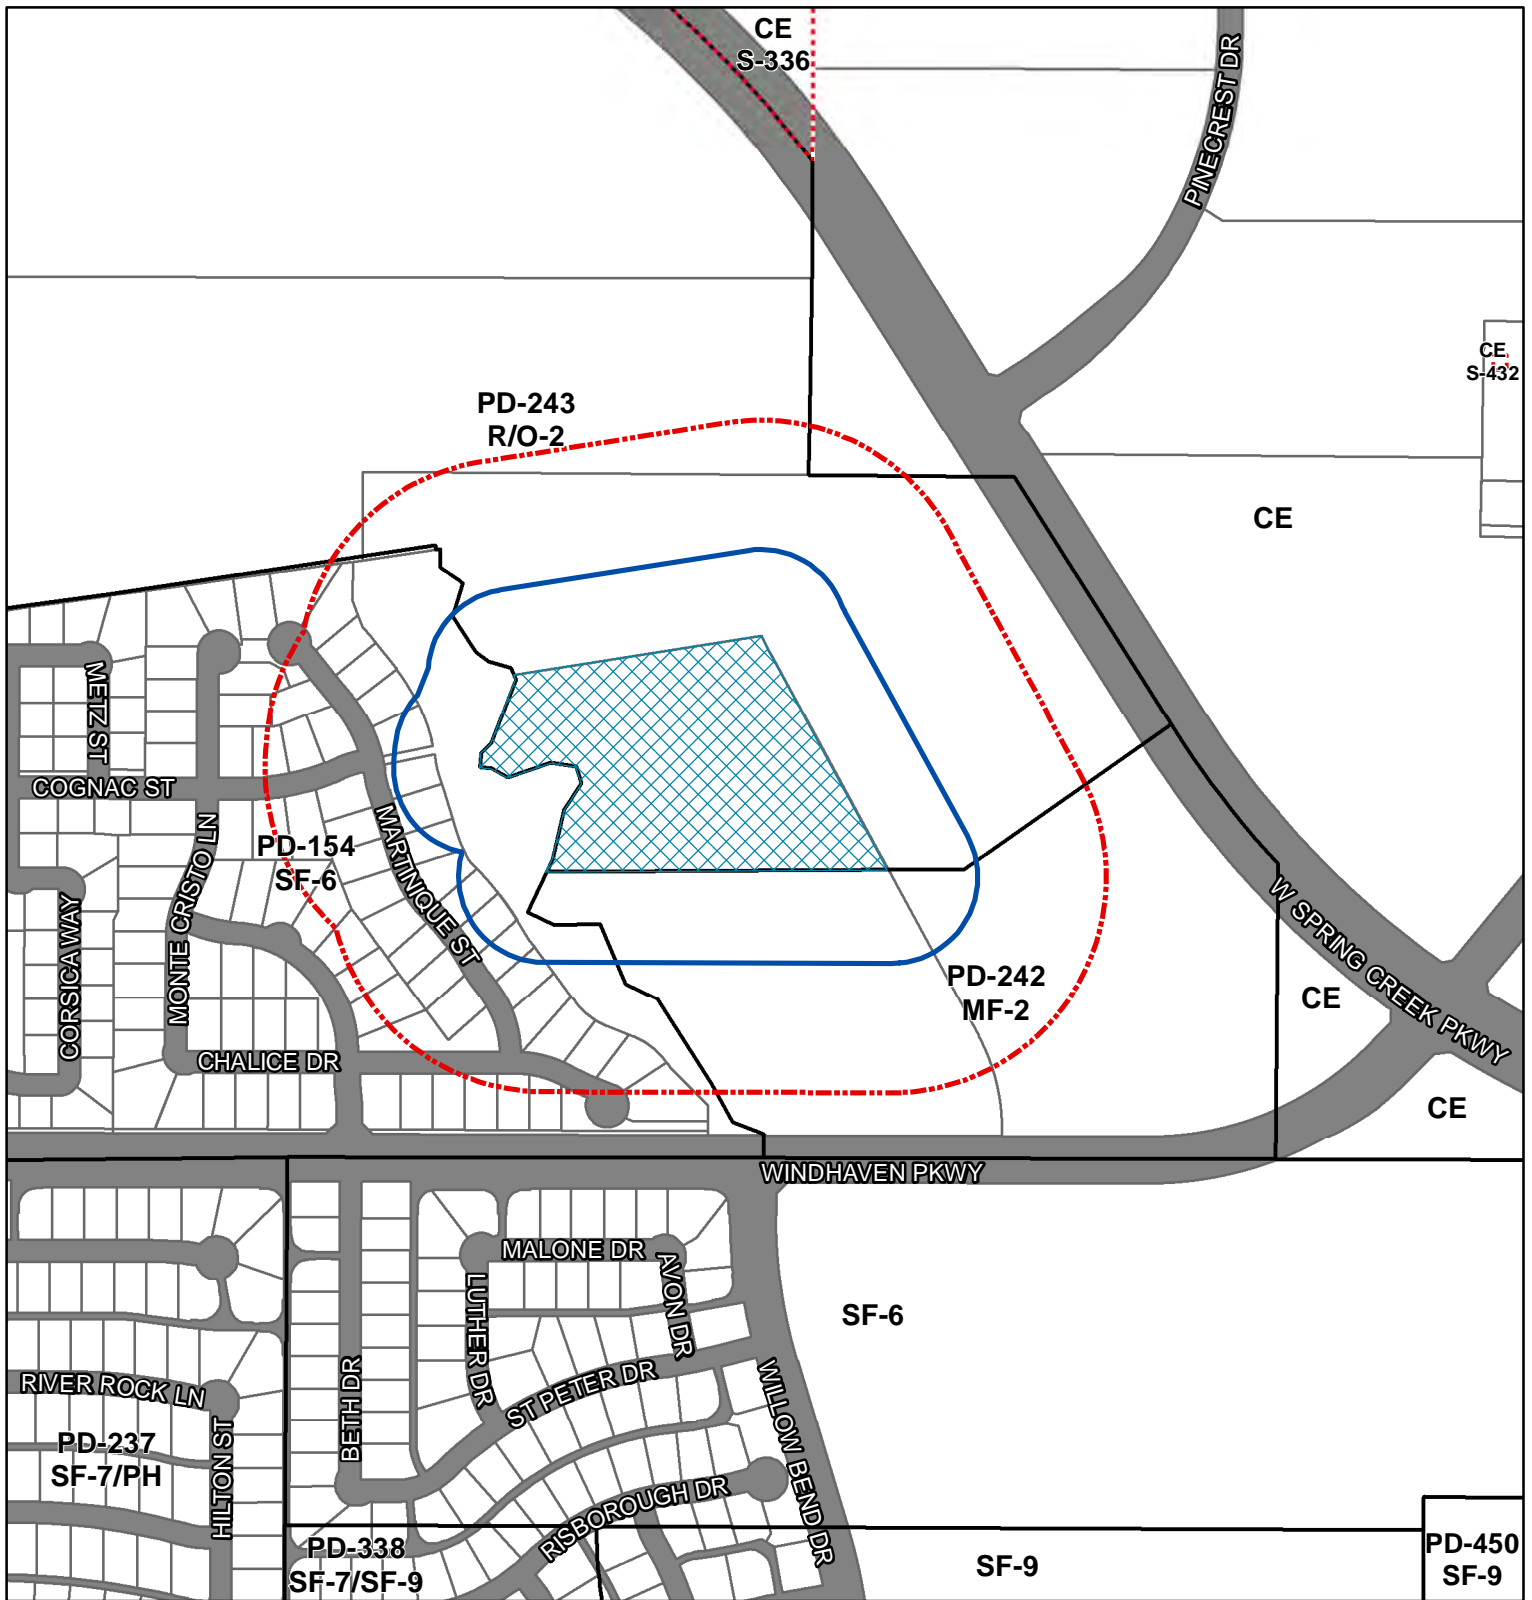 CE
S-336
PINECREST DR
CE
S-432
PD-243
R/O-2
CE
METZ ST
COGNAC ST
MARTINIQUE ST
PD-154
SF-6
MONTE CRISTO LN
CORSICA WAY
W SPRING CREEK PKWY
PD-242
MF-2
CE
CHALICE DR
CE
WINDHAVEN PKWY
MALONE DR
AVON DR
LUTHER DR
SF-6
BETH DR
ST PETER DR
WILLOW BEND DR
RIVER ROCK LN
HILTON ST
PD-237
SF-7/PH
RISBOROUGH DR
PD-338
SF-7/SF-9
SF-9
PD-450
SF-9